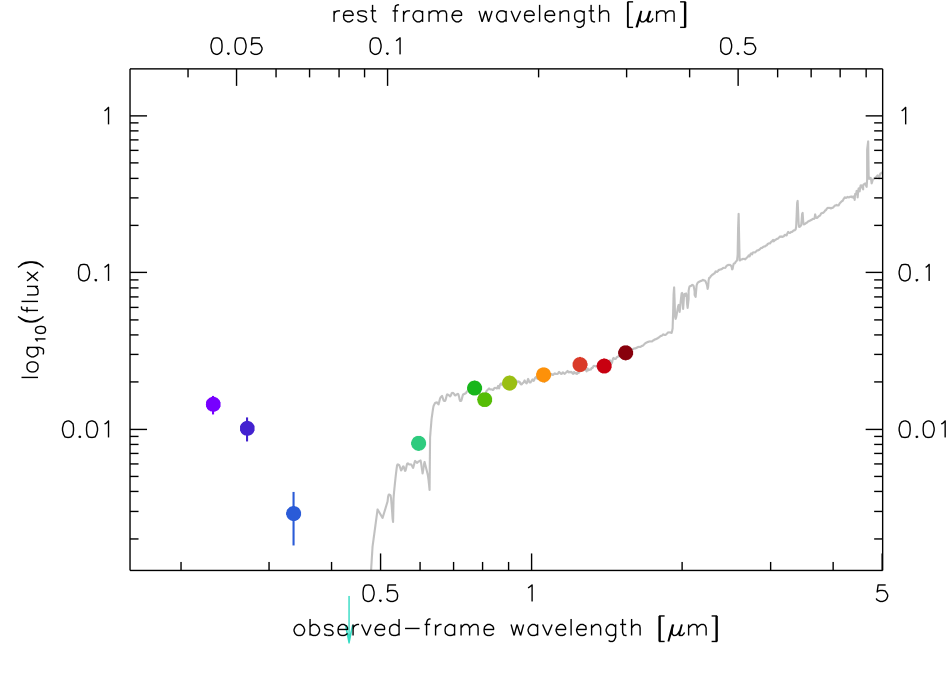 rest frame wavelength [μm]
0.05 0.1 0.5
1 1
0.1 0.1
0.01 0.01
log10(flux)
0.5 1 5
observed-frame wavelength [μm]